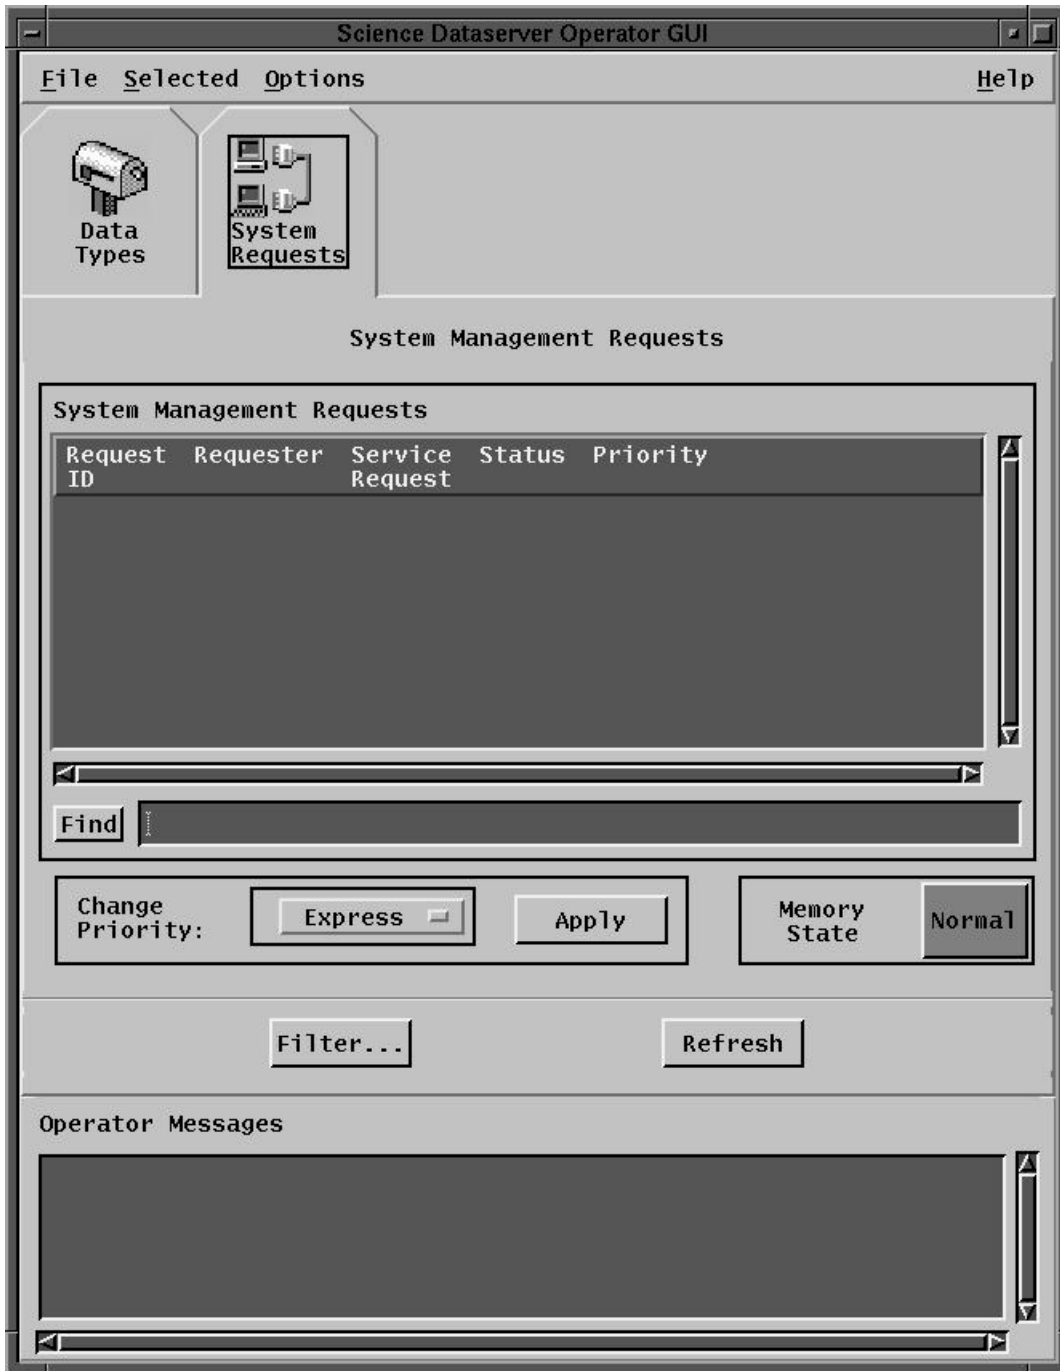 Science Dataserver Operator GUI
File Selected Options Help
Data
Types
System
Requests
System Management Requests
System Management Requests
Request Requester Service Status Priority
ID Request
Find
Change
Priority:
Express
Apply
Memory
State
Normal
Filter...
Refresh
Operator Messages